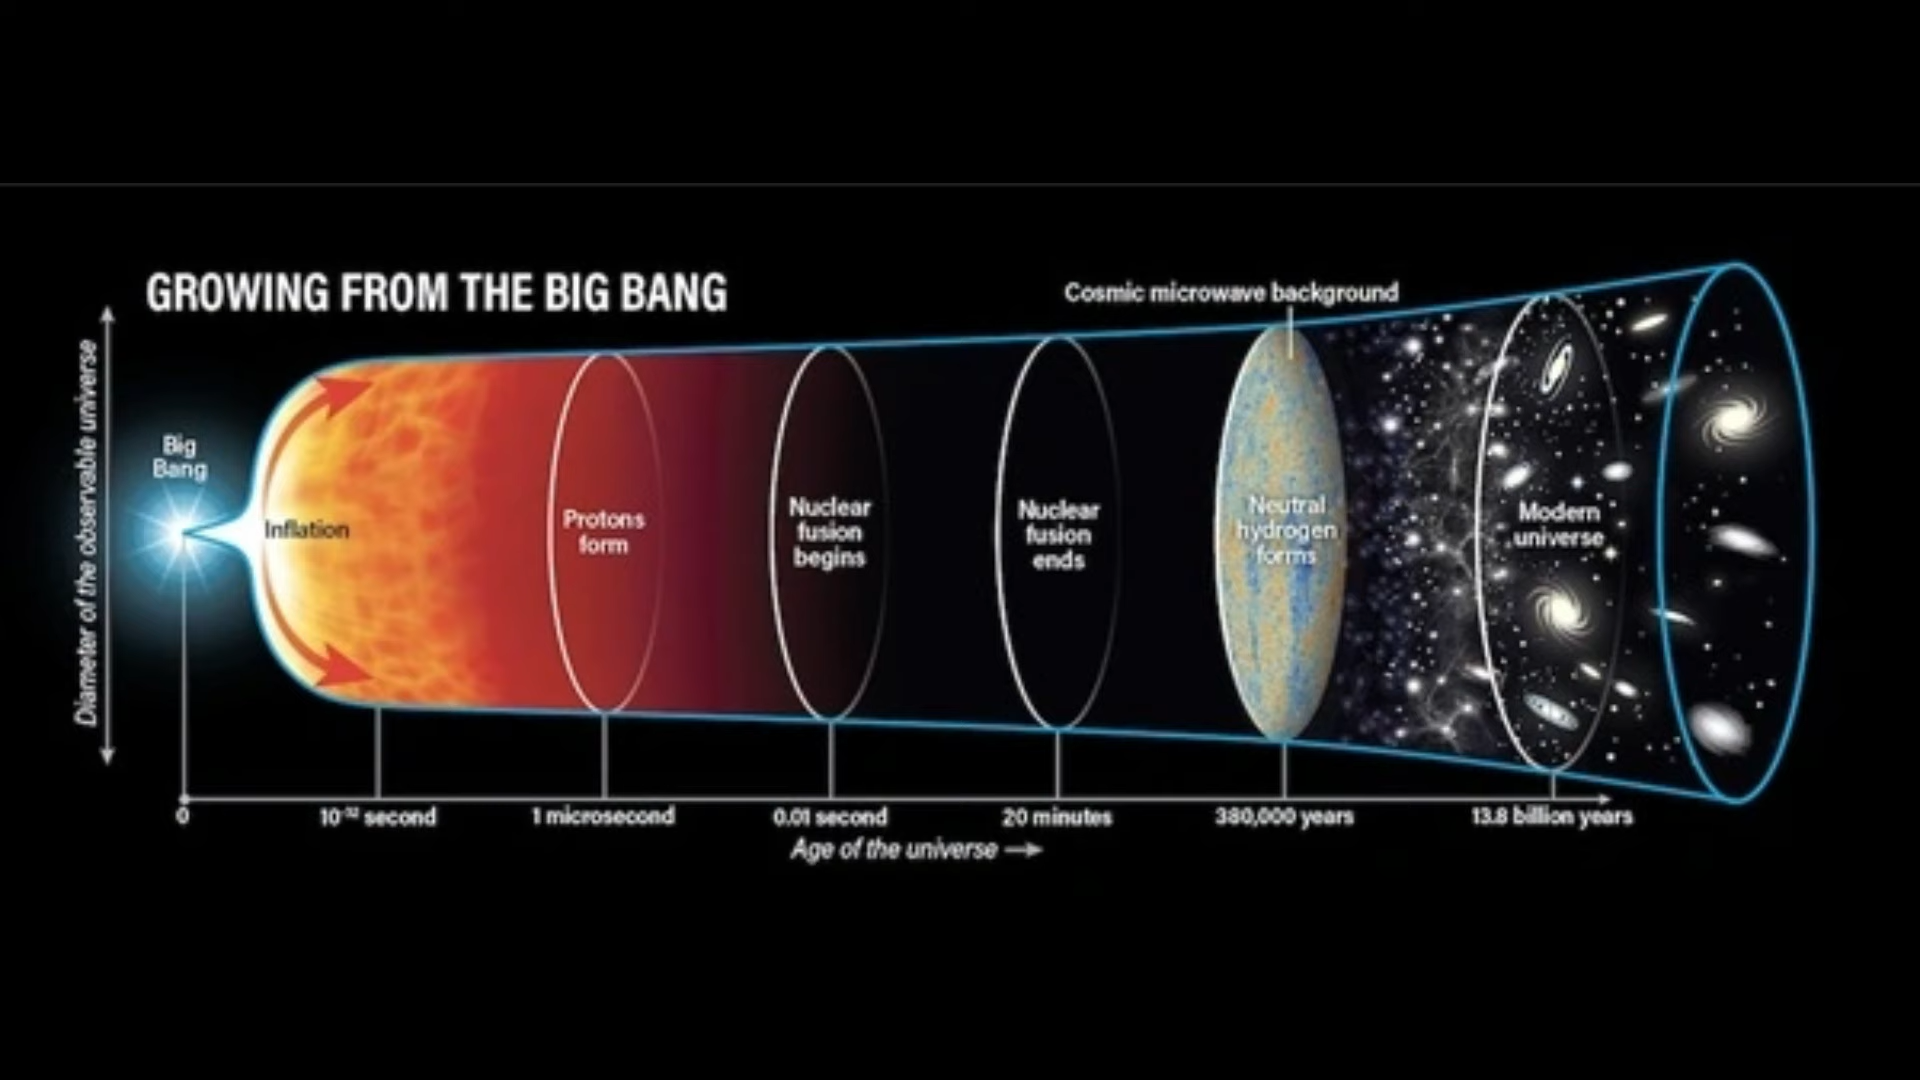 GROWING FROM THE BIG BANG
Cosmic microwave background
Diameter of the observable universe
Big
Bang
Inflation
Protons
form
Nuclear
fusion
begins
Nuclear
fusion
ends
Neutral
hydrogen
forms
Modern
universe
0
10⁻³² second
1 microsecond
0.01 second
20 minutes
380,000 years
13.8 billion years
Age of the universe